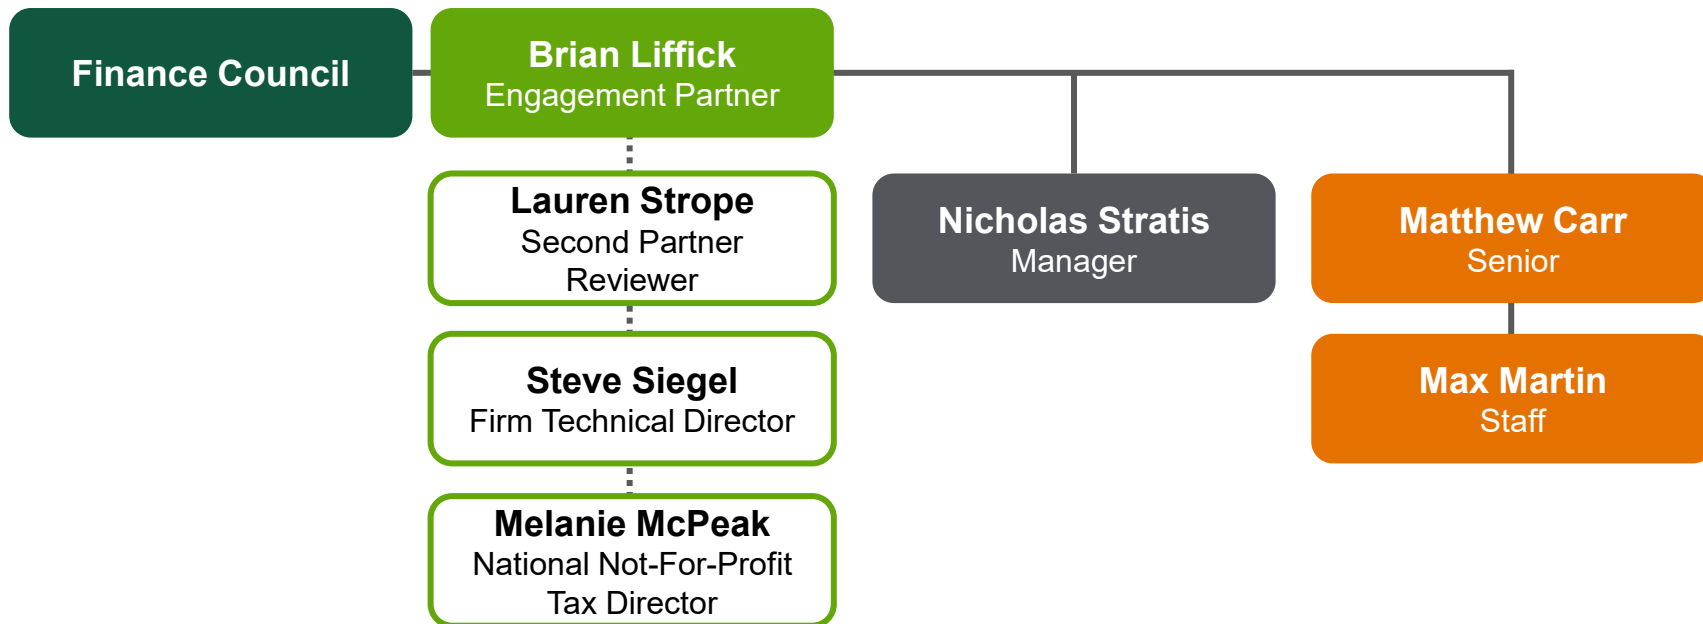 Finance Council
Brian Liffick
Engagement Partner
Lauren Strope
Second Partner
Reviewer
Nicholas Stratis
Manager
Matthew Carr
Senior
Steve Siegel
Firm Technical Director
Max Martin
Staff
Melanie McPeak
National Not-For-Profit
Tax Director